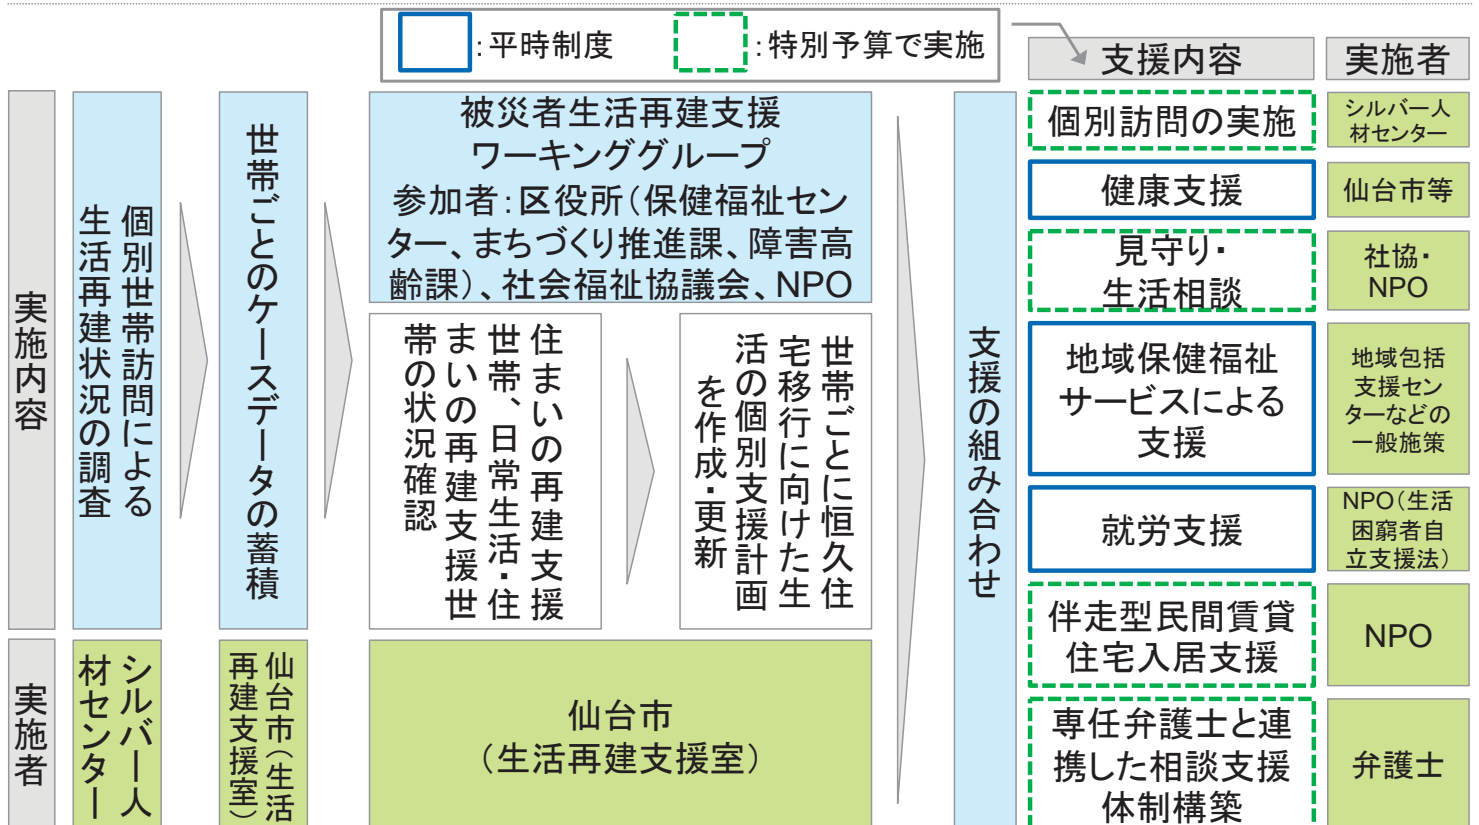 :平時制度
:特別予算で実施
支援内容
実施者
実施内容
個別世帯訪問による
生活再建状況の調査
世帯ごとのケースデータの蓄積
被災者生活再建支援
ワーキンググループ
参加者:区役所(保健福祉セン
ター、まちづくり推進課、障害高
齢課)、社会福祉協議会、NPO
住まいの再建支援
世帯、日常生活・住
まいの再建支援世
帯の状況確認
世帯ごとに恒久住
宅移行に向けた生
活の個別支援計画
を作成・更新
支援の組み合わせ
個別訪問の実施
シルバー人
材センター
健康支援
仙台市等
見守り・
生活相談
社協・
NPO
地域保健福祉
サービスによる
支援
地域包括
支援セン
ターなどの
一般施策
就労支援
NPO(生活
困窮者自
立支援法)
伴走型民間賃貸
住宅入居支援
NPO
専任弁護士と連
携した相談支援
体制構築
弁護士
実施者
シルバー人
材センター
仙台市(生活
再建支援室)
仙台市
(生活再建支援室)